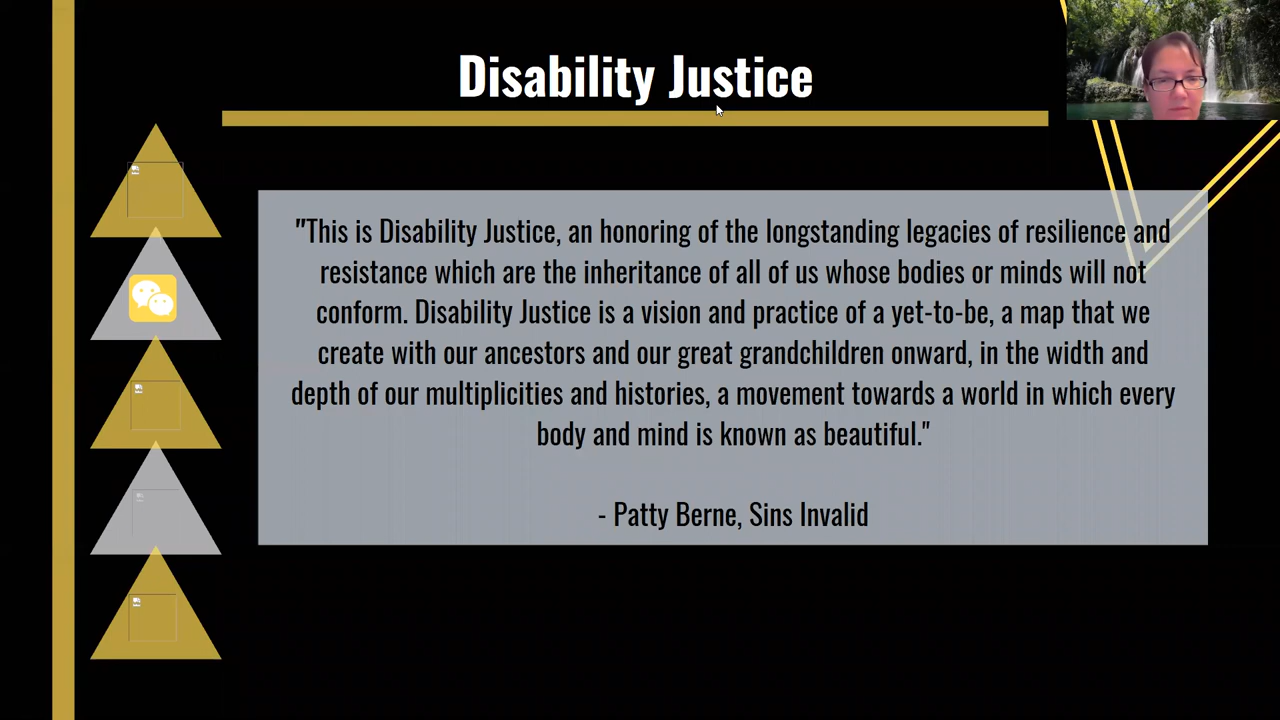 Disability Justice
"This is Disability Justice, an honoring of the longstanding legacies of resilience and
resistance which are the inheritance of all of us whose bodies or minds will not
conform. Disability Justice is a vision and practice of a yet-to-be, a map that we
create with our ancestors and our great grandchildren onward, in the width and
depth of our multiplicities and histories, a movement towards a world in which every
body and mind is known as beautiful."
- Patty Berne, Sins Invalid